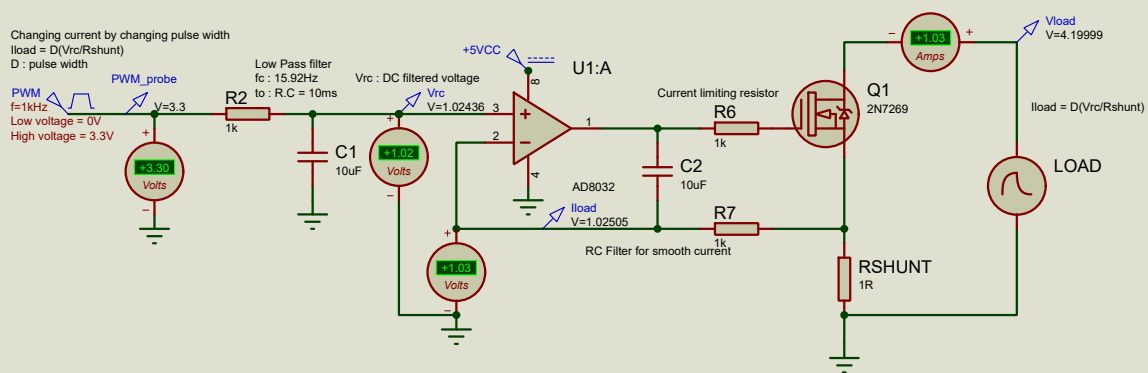 Changing current by changing pulse width
Iload = D(Vrc/Rshunt)
D : pulse width
PWM_probe
PWM
f=1kHz
Low voltage = 0V
High voltage = 3.3V
V=3.3
+
+3.30
Volts
−
R2
1k
Low Pass filter
fc : 15.92Hz
to : R.C = 10ms
C1
10uF
Vrc : DC filtered voltage
Vrc
V=1.02436
+
+1.02
Volts
−
+5VCC
U1:A
8
3
2
1
4
+
−
AD8032
Iload
V=1.02505
+
+1.03
Volts
−
C2
10uF
Current limiting resistor
R6
1k
R7
1k
RC Filter for smooth current
Q1
2N7269
RSHUNT
1R
−
+1.03
Amps
+
Vload
V=4.19999
Iload = D(Vrc/Rshunt)
LOAD